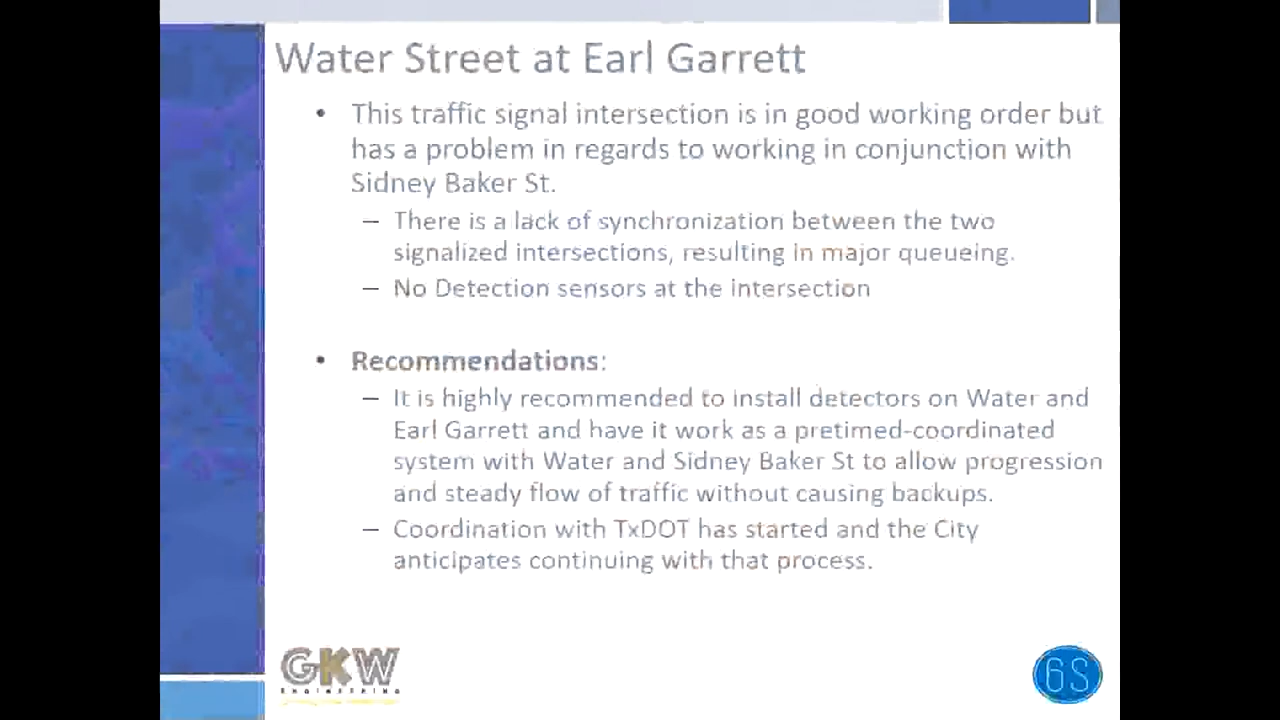 Water Street at Earl Garrett
• This traffic signal intersection is in good working order but
has a problem in regards to working in conjunction with
Sidney Baker St.
– There is a lack of synchronization between the two
signalized intersections, resulting in major queueing.
– No Detection sensors at the intersection
• Recommendations:
– It is highly recommended to install detectors on Water and
Earl Garrett and have it work as a pretimed-coordinated
system with Water and Sidney Baker St to allow progression
and steady flow of traffic without causing backups.
– Coordination with TxDOT has started and the City
anticipates continuing with that process.
GKW
ENGINEERING
6S